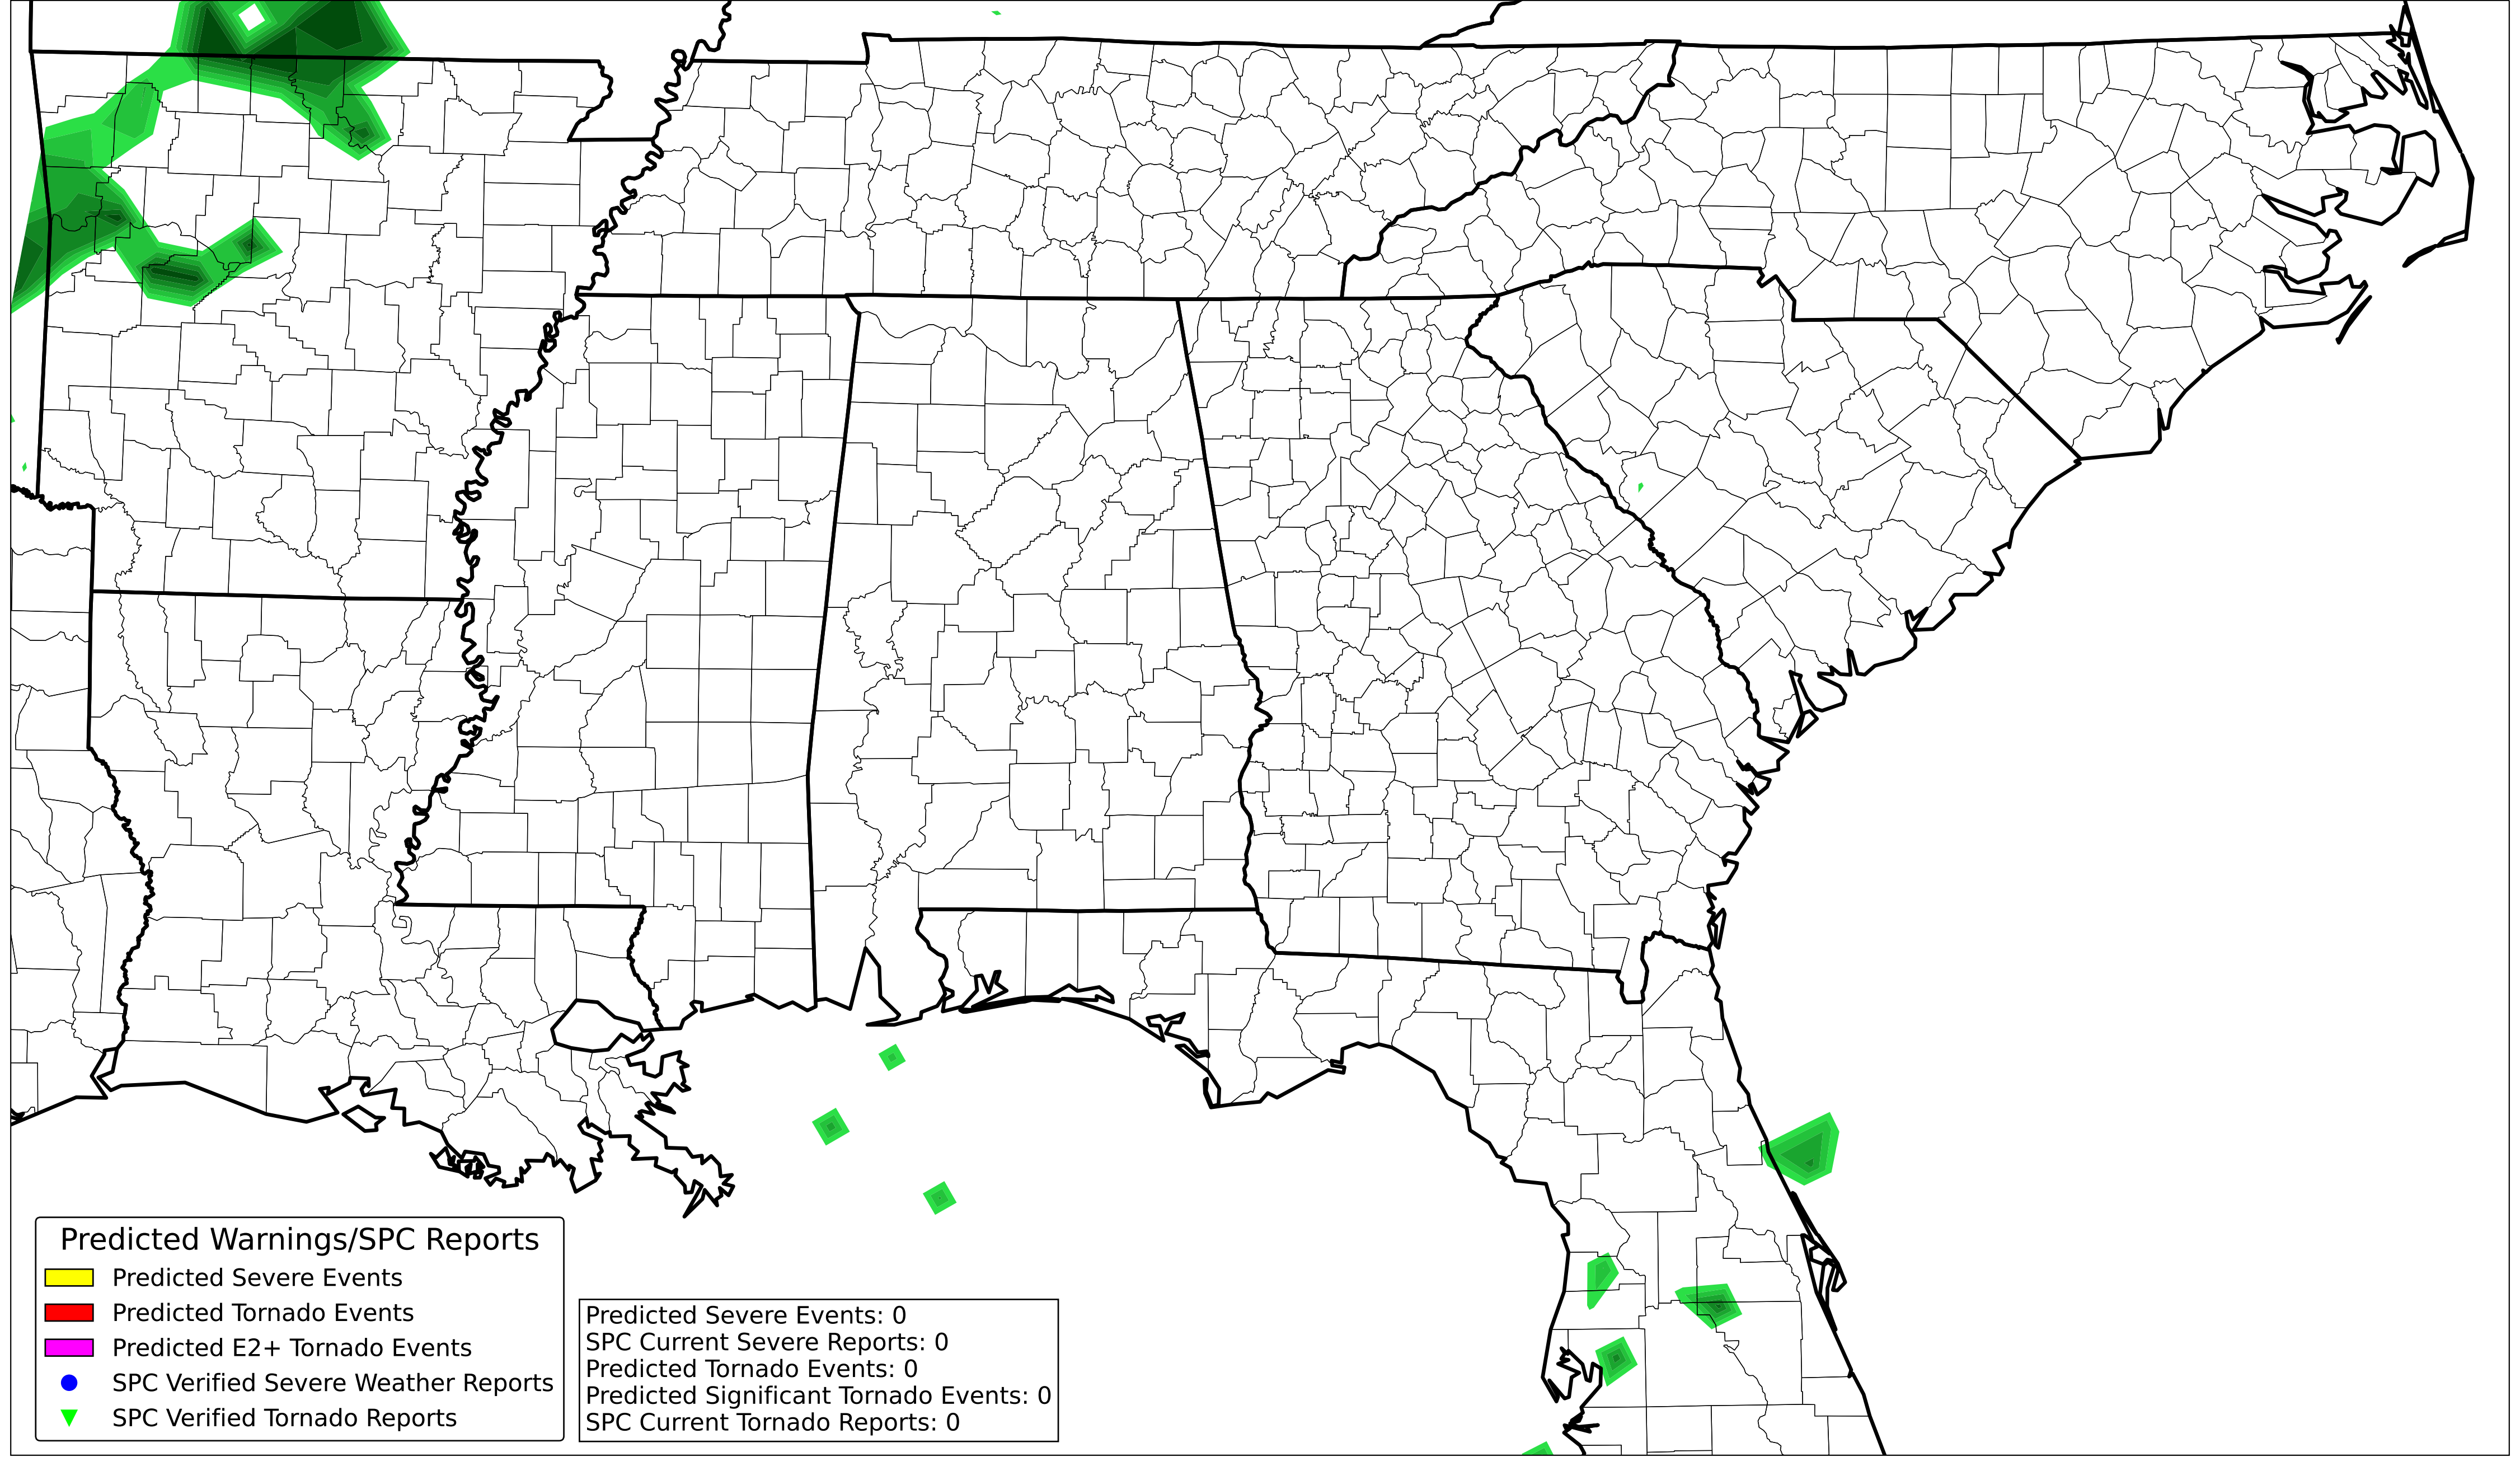 Predicted Warnings/SPC Reports
Predicted Severe Events
Predicted Tornado Events
Predicted E2+ Tornado Events
SPC Verified Severe Weather Reports
SPC Verified Tornado Reports
Predicted Severe Events: 0
SPC Current Severe Reports: 0
Predicted Tornado Events: 0
Predicted Significant Tornado Events: 0
SPC Current Tornado Reports: 0